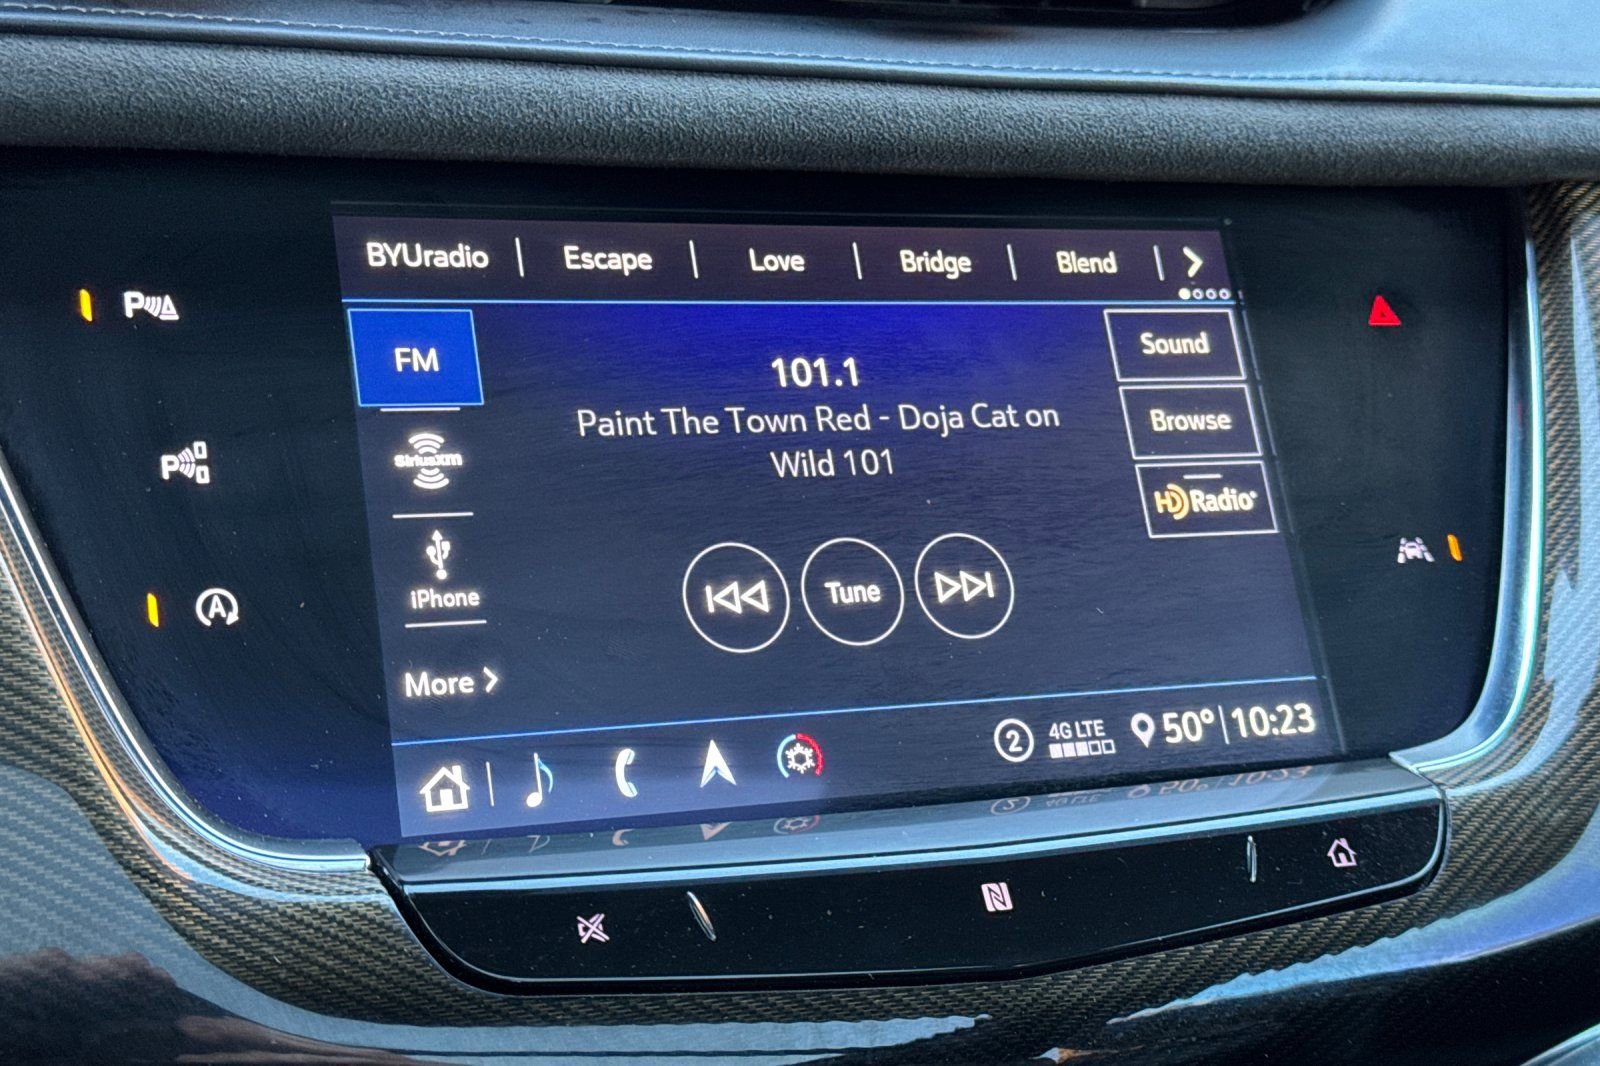 BYUradio | Escape | Love | Bridge | Blend
FM
101.1
Paint The Town Red - Doja Cat on
Wild 101
Sound
Browse
HD Radio
SiriusXM
iPhone
More
Tune
2
4G LTE
50° | 10:23
P
P
A
N